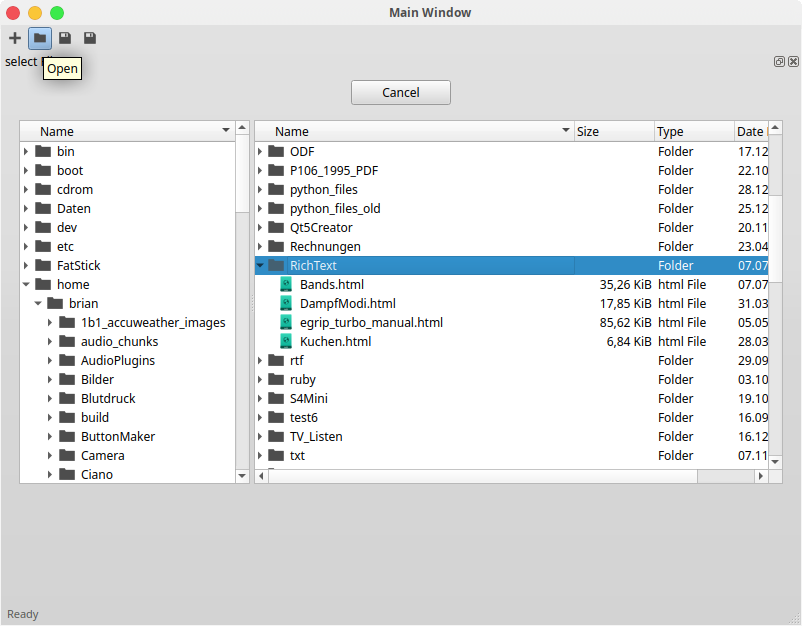 Main Window
select
Open
Cancel
Name
bin
boot
cdrom
Daten
dev
etc
FatStick
home
brian
1b1_accuweather_images
audio_chunks
AudioPlugins
Bilder
Blutdruck
build
ButtonMaker
Camera
Ciano
Name Size Type Date
ODF Folder 17.12
P106_1995_PDF Folder 22.10
python_files Folder 28.12
python_files_old Folder 25.12
Qt5Creator Folder 20.11
Rechnungen Folder 23.04
RichText Folder 07.07
Bands.html 35,26 KiB html File 07.07
DampfModi.html 17,85 KiB html File 31.03
egrip_turbo_manual.html 85,62 KiB html File 05.05
Kuchen.html 6,84 KiB html File 28.03
rtf Folder 29.09
ruby Folder 03.10
S4Mini Folder 19.10
test6 Folder 16.09
TV_Listen Folder 16.12
txt Folder 07.11
Ready